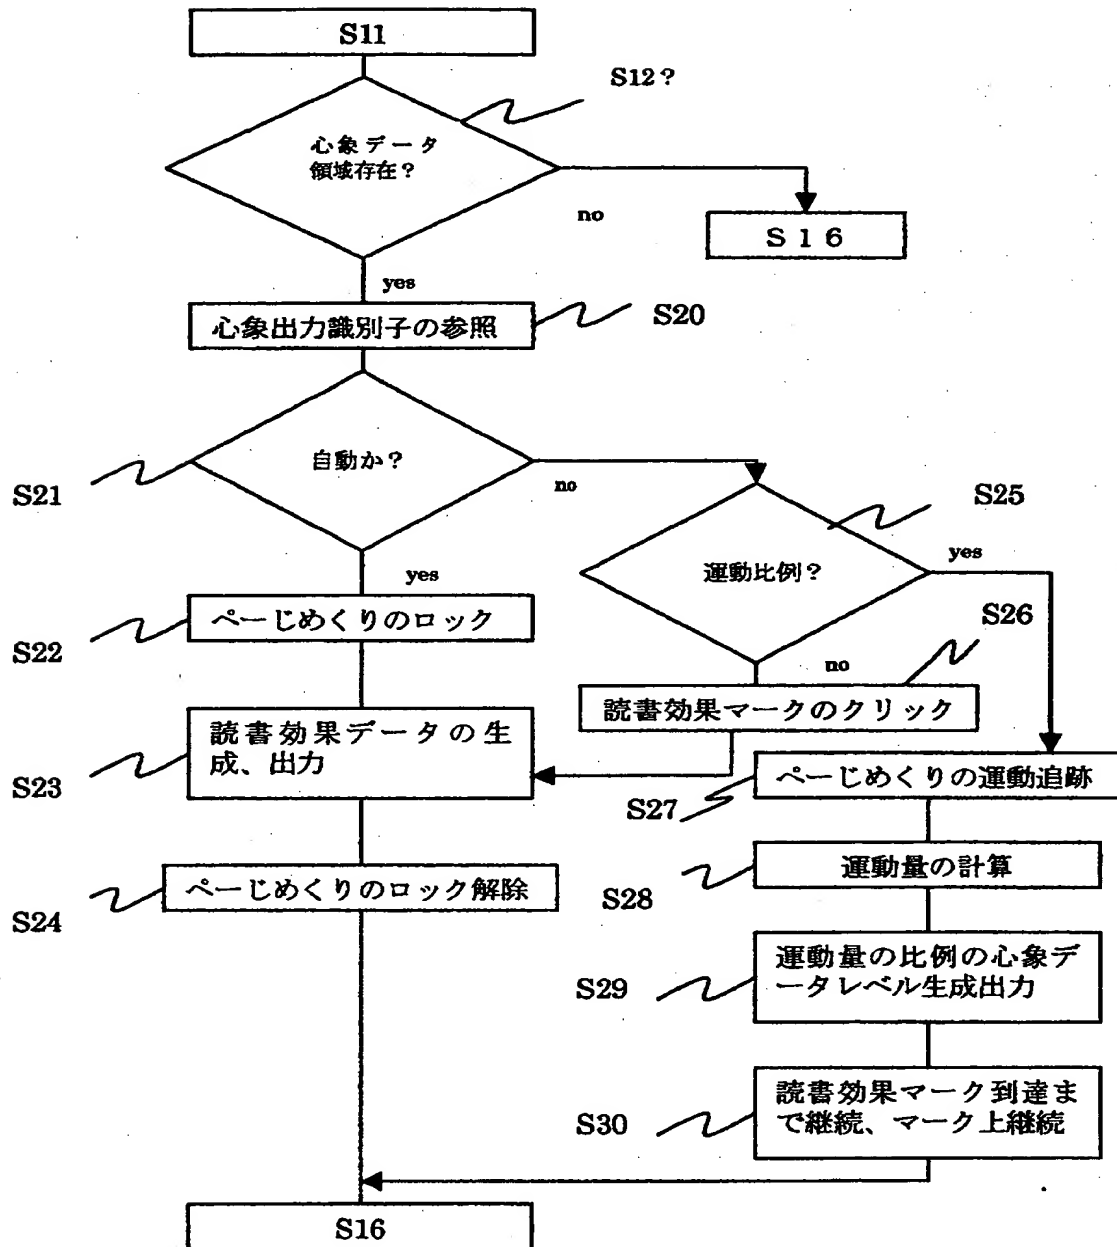 S11
S12?
心象データ
領域存在?
no
S16
yes
心象出力識別子の参照
S20
自動か?
S21
no
S25
yes
運動比例?
yes
ページめくりのロック
S22
S26
no
読書効果マークのクリック
読書効果データの生
成、出力
S23
ページめくりの運動追跡
S27
ページめくりのロック解除
S24
運動量の計算
S28
運動量の比例の心象デ
ータレベル生成出力
S29
読書効果マーク到達ま
で継続、マーク上継続
S30
S16